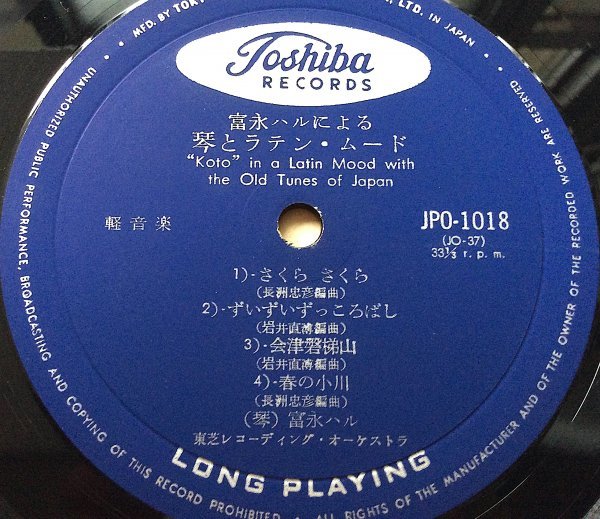 Toshiba
RECORDS
富永ハルによる
琴とラテン・ムード
"Koto" in a Latin Mood with
the Old Tunes of Japan
軽音楽
JPO-1018
(JO-37)
33⅓ r. p. m.
1)-さくら さくら
(長洲忠彦編曲)
2)-ずいずいずっころばし
(岩井直溥編曲)
3)-会津磐梯山
(岩井直溥編曲)
4)-春の小川
(長洲忠彦編曲)
(琴) 富永ハル
東芝レコーディング・オーケストラ
LONG PLAYING
MFD. BY TOKY
LTD. IN JAPAN
UNAUTHORIZED PUBLIC PERFORMANCE, BROADCASTING AND COPYING OF THIS RECORD PROHIBITED • ALL RIGHTS OF THE MANUFACTURER AND OF THE OWNER OF THE RECORDED WORK ARE RESERVED